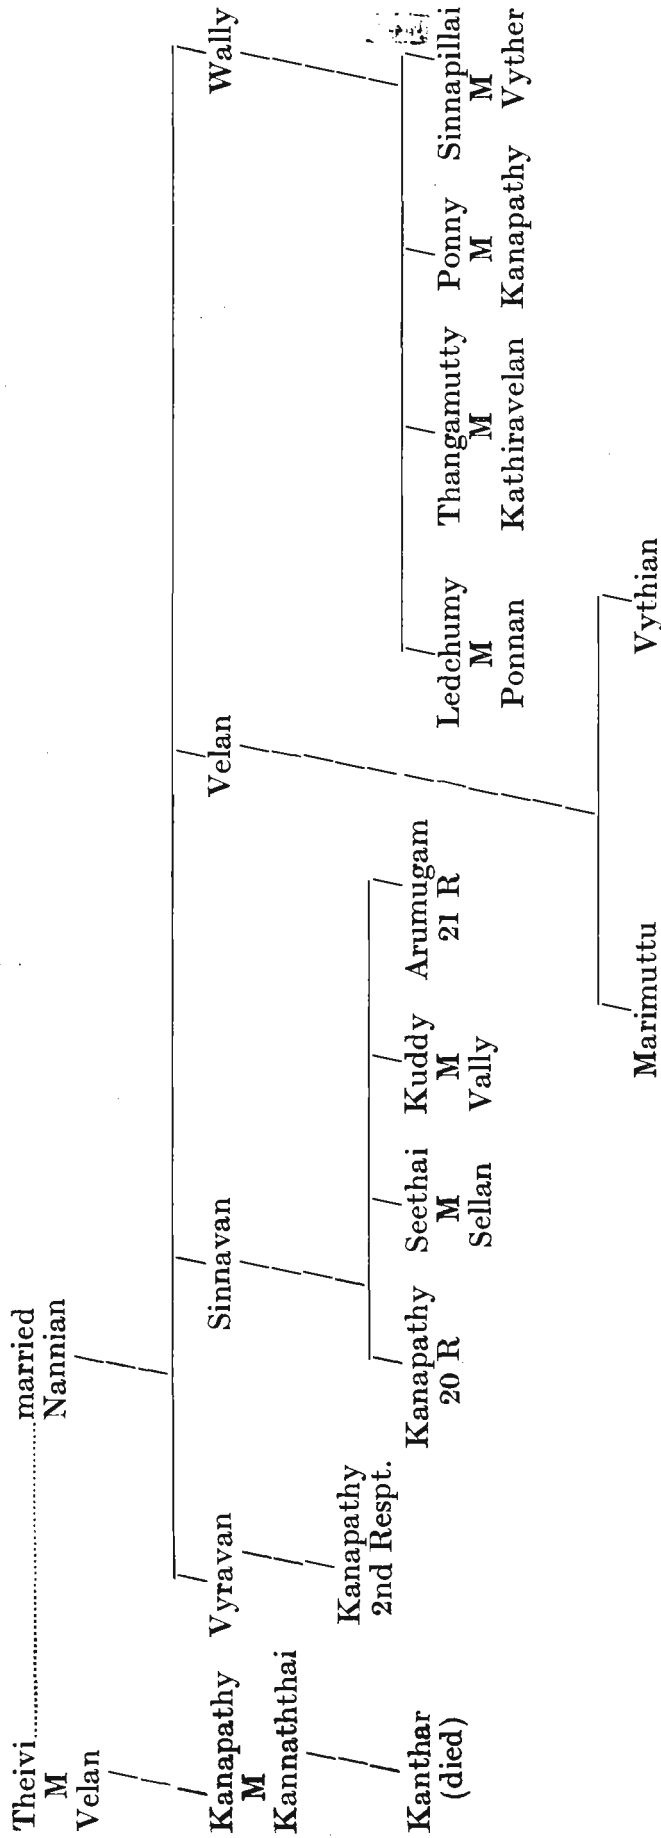 Theivi married
M Nannian
Velan
Kanapathy Vyravan Sinnavan Velan Wally
M
Kannaththai
Kanapathy
2nd Respt.
Kanthar
(died)
Kanapathy Seethai Kuddy Arumugam
20 R M M 21 R
Sellan Vally
Ledchumy Thangamutty Ponny Sinnapillai
M M M M
Ponnan Kathiravelan Kanapathy Vyther
Marimuttu Vythian